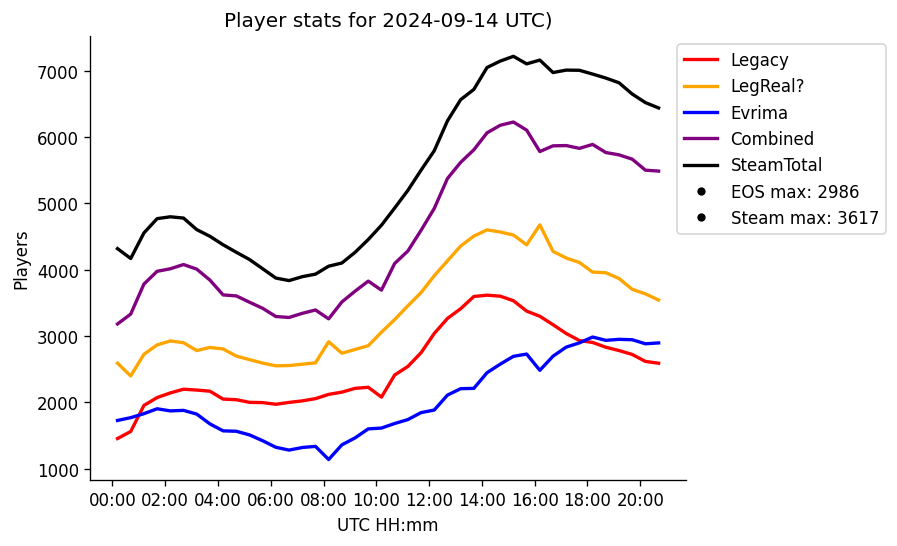 Player stats for 2024-09-14 UTC)
Players
7000
6000
5000
4000
3000
2000
1000
00:00 02:00 04:00 06:00 08:00 10:00 12:00 14:00 16:00 18:00 20:00
UTC HH:mm
Legacy
LegReal?
Evrima
Combined
SteamTotal
EOS max: 2986
Steam max: 3617